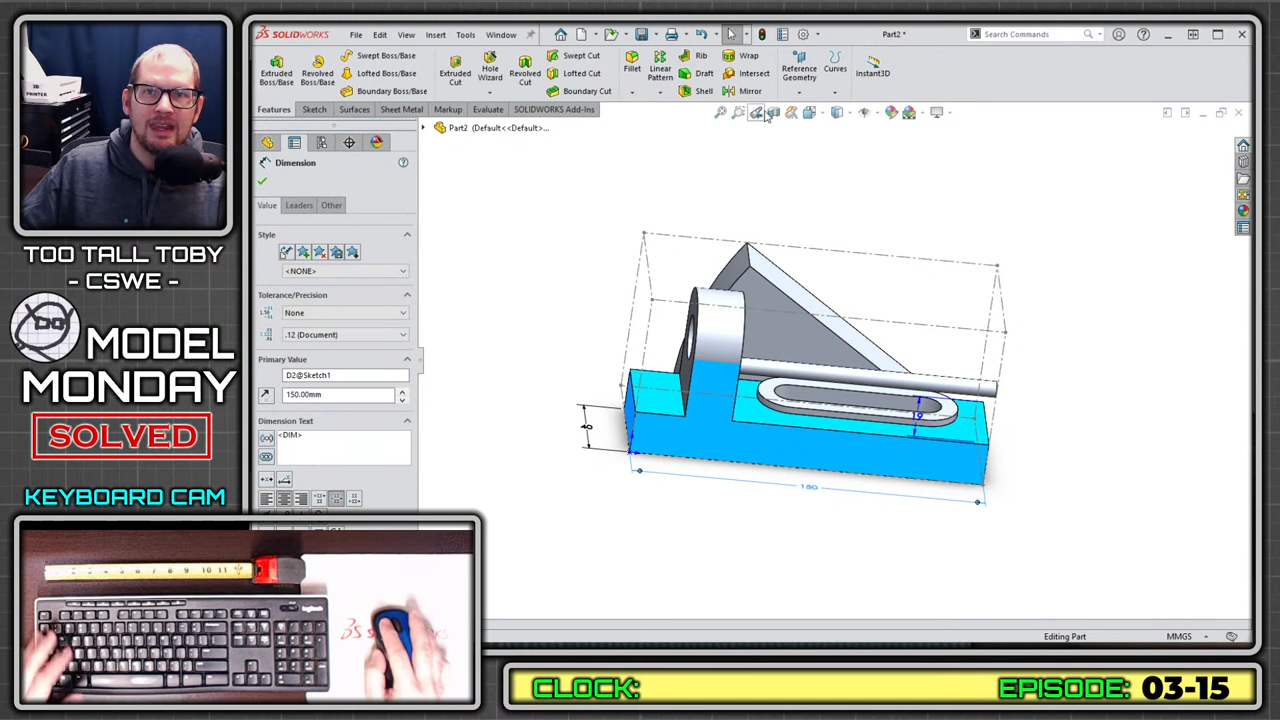 SOLIDWORKS
File
Edit
View
Insert
Tools
Window
Part2 *
Search Commands
Extruded Boss/Base
Revolved Boss/Base
Swept Boss/Base
Lofted Boss/Base
Boundary Boss/Base
Extruded Cut
Hole Wizard
Revolved Cut
Swept Cut
Lofted Cut
Boundary Cut
Fillet
Linear Pattern
Rib
Draft
Shell
Wrap
Intersect
Mirror
Reference Geometry
Curves
Instant3D
Features
Sketch
Surfaces
Sheet Metal
Markup
Evaluate
SOLIDWORKS Add-Ins
Part2 (Default<<Default>...
Dimension
Value
Leaders
Other
Style
<NONE>
Tolerance/Precision
None
.12 (Document)
Primary Value
D2@Sketch1
150.00mm
Dimension Text
<DIM>
19
150
Editing Part
MMGS
3D PRINTER
TOO TALL TOBY
- CSWE -
MODEL
MONDAY
SOLVED
KEYBOARD CAM
logitech
CLOCK:
EPISODE: 03-15